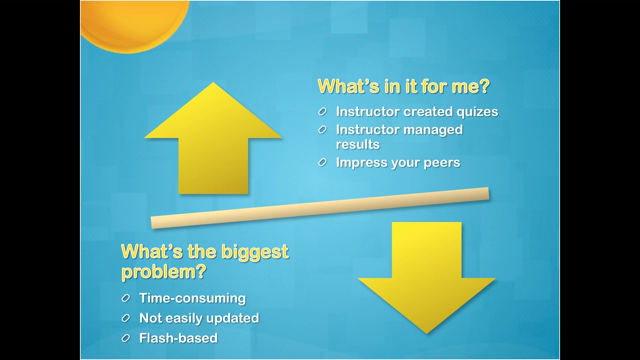 What's in it for me?
Instructor created quizes
Instructor managed
results
Impress your peers
What's the biggest
problem?
Time-consuming
Not easily updated
Flash-based